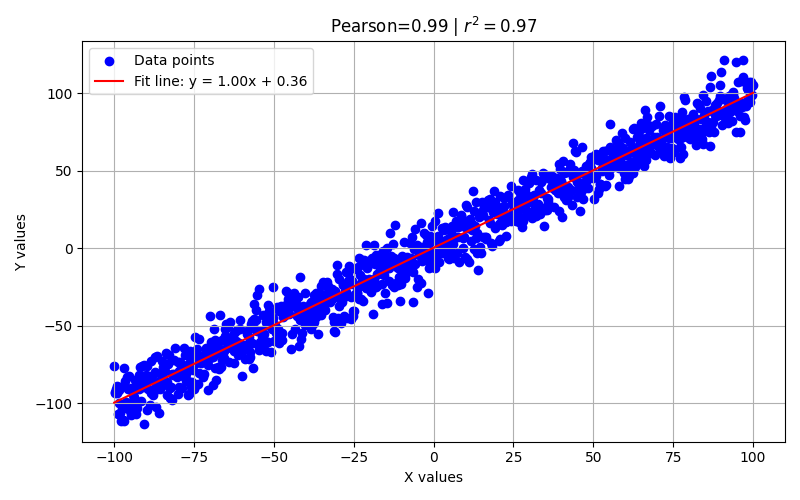 Pearson=0.99 | r² = 0.97
Data points
Fit line: y = 1.00x + 0.36
Y values
100
50
0
−50
−100
−100 −75 −50 −25 0 25 50 75 100
X values